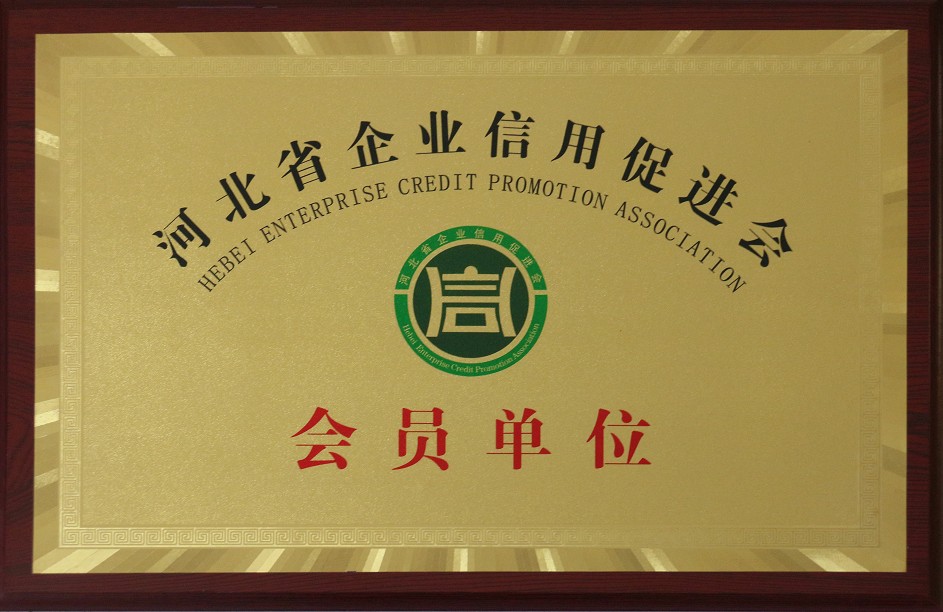 河北省企业信用促进会
HEBEI ENTERPRISE CREDIT PROMOTION ASSOCIATION
河北省企业信用促进会
Hebei Enterprise Credit Promotion Association
会员单位